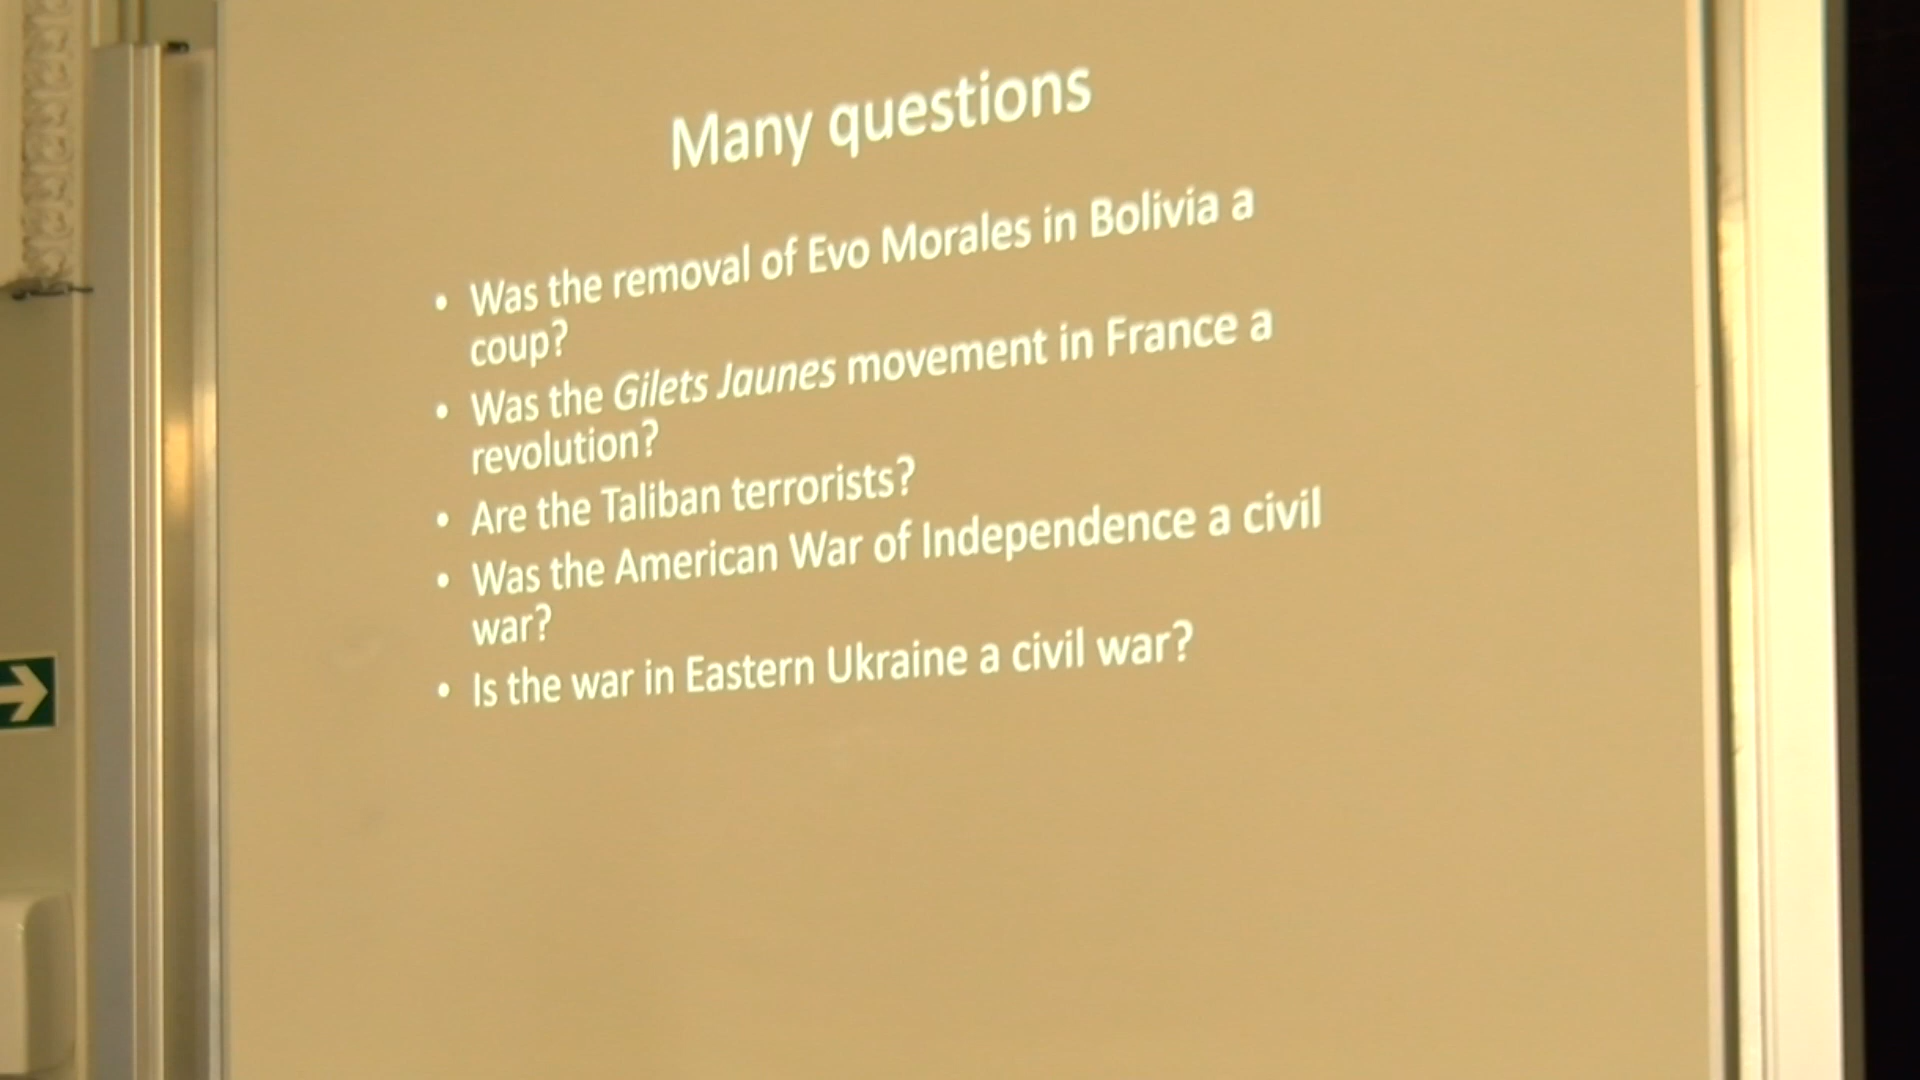 Many questions
• Was the removal of Evo Morales in Bolivia a
coup?
• Was the Gilets Jaunes movement in France a
revolution?
• Are the Taliban terrorists?
• Was the American War of Independence a civil
war?
• Is the war in Eastern Ukraine a civil war?